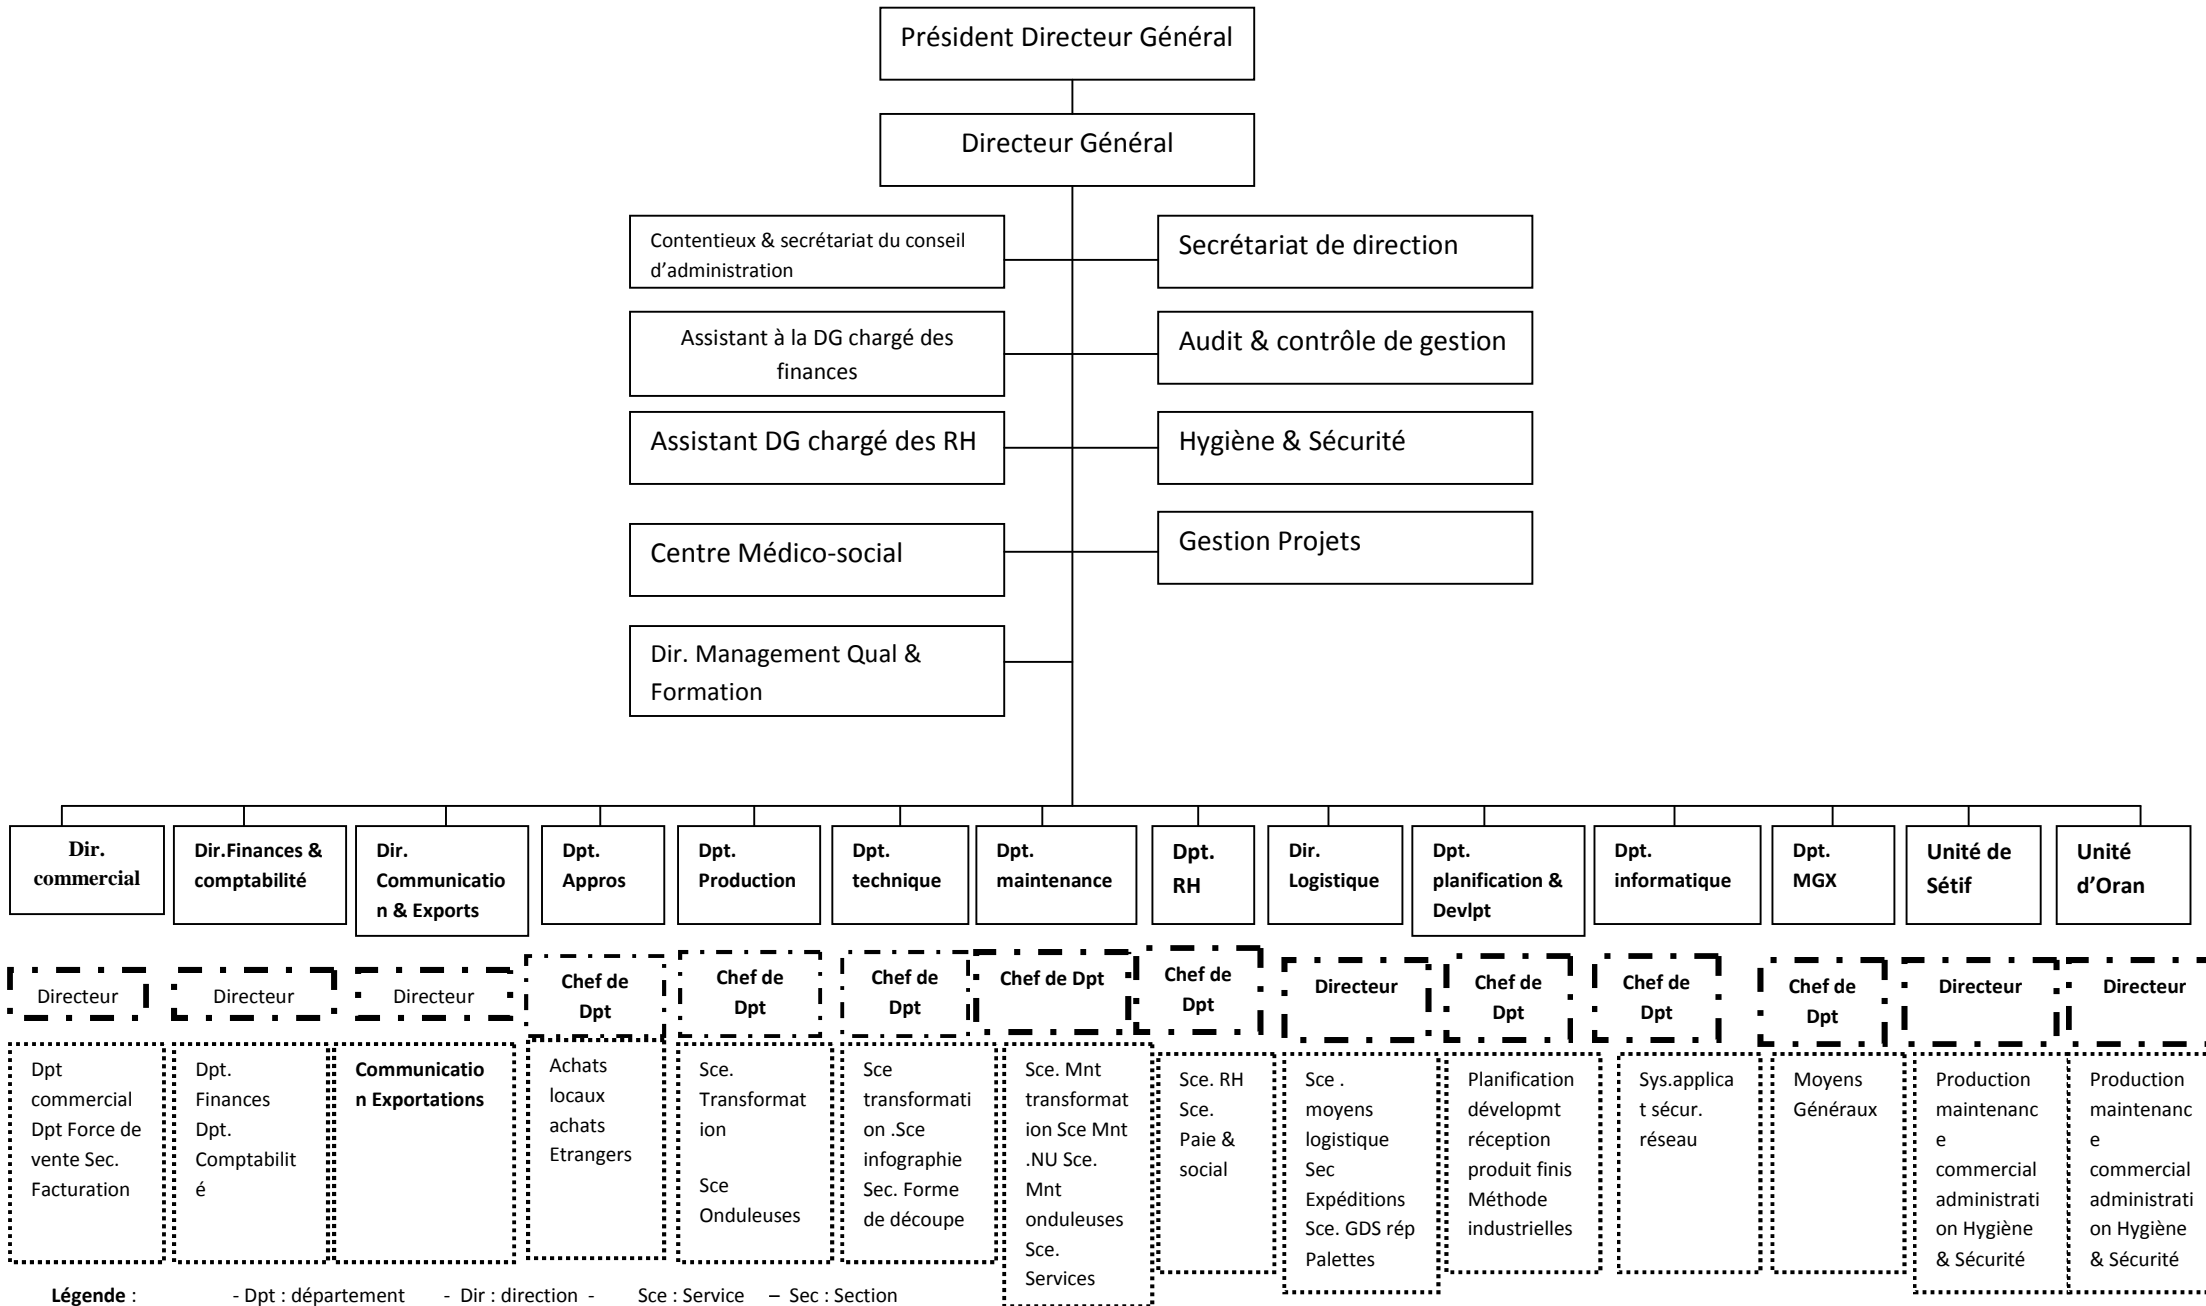 Président Directeur Général
Directeur Général
Contentieux & secrétariat du conseil
d’administration
Secrétariat de direction
Assistant à la DG chargé des
finances
Audit & contrôle de gestion
Assistant DG chargé des RH
Hygiène & Sécurité
Centre Médico-social
Gestion Projets
Dir. Management Qual &
Formation
Dir.
commercial
Dir.Finances &
comptabilité
Dir.
Communicatio
n & Exports
Dpt.
Appros
Dpt.
Production
Dpt.
technique
Dpt.
maintenance
Dpt.
RH
Dir.
Logistique
Dpt.
planification &
Devlpt
Dpt.
informatique
Dpt.
MGX
Unité de
Sétif
Unité
d’Oran
Directeur
Directeur
Directeur
Chef de
Dpt
Chef de
Dpt
Chef de
Dpt
Chef de Dpt
Chef de
Dpt
Directeur
Chef de
Dpt
Chef de
Dpt
Chef de
Dpt
Directeur
Directeur
Dpt
commercial
Dpt Force de
vente Sec.
Facturation
Dpt.
Finances
Dpt.
Comptabilit
é
Communicatio
n Exportations
Achats
locaux
achats
Etrangers
Sce.
Transformat
ion
Sce
Onduleuses
Sce
transformati
on .Sce
infographie
Sec. Forme
de découpe
Sce. Mnt
transformat
ion Sce Mnt
.NU Sce.
Mnt
onduleuses
Sce.
Services
Sce. RH
Sce.
Paie &
social
Sce .
moyens
logistique
Sec
Expéditions
Sce. GDS rép
Palettes
Planification
dévelopmt
réception
produit finis
Méthode
industrielles
Sys.applica
t sécur.
réseau
Moyens
Généraux
Production
maintenanc
e
commercial
administrati
on Hygiène
& Sécurité
Production
maintenanc
e
commercial
administrati
on Hygiène
& Sécurité
Légende : - Dpt : département - Dir : direction - Sce : Service – Sec : Section